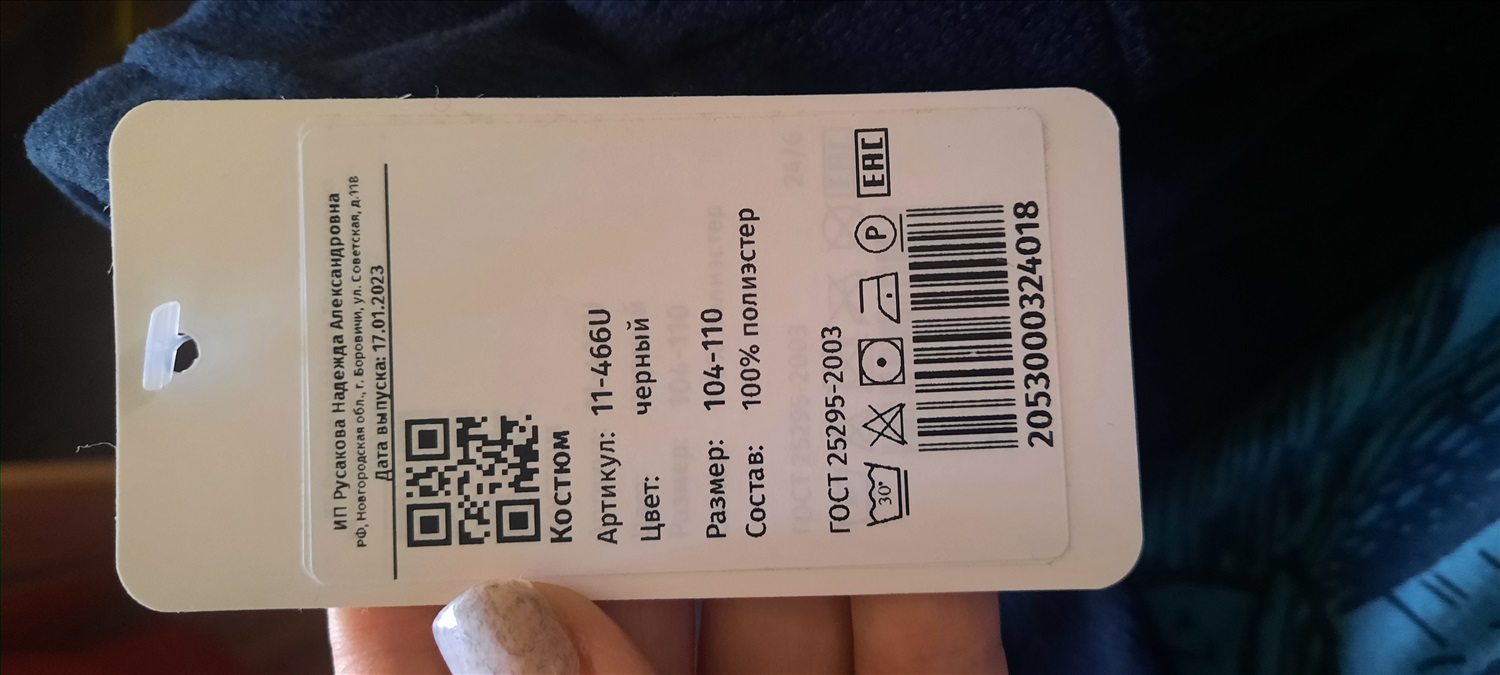 ИП Русакова Надежда Александровна
РФ, Новгородская обл., г. Боровичи, ул. Советская, д.118
Дата выпуска: 17.01.2023
Костюм
Артикул: 11-466U
Цвет: черный
Размер: 104-110
Состав: 100% полиэстер
ГОСТ 25295-2003
30° P EAC
2053000324018